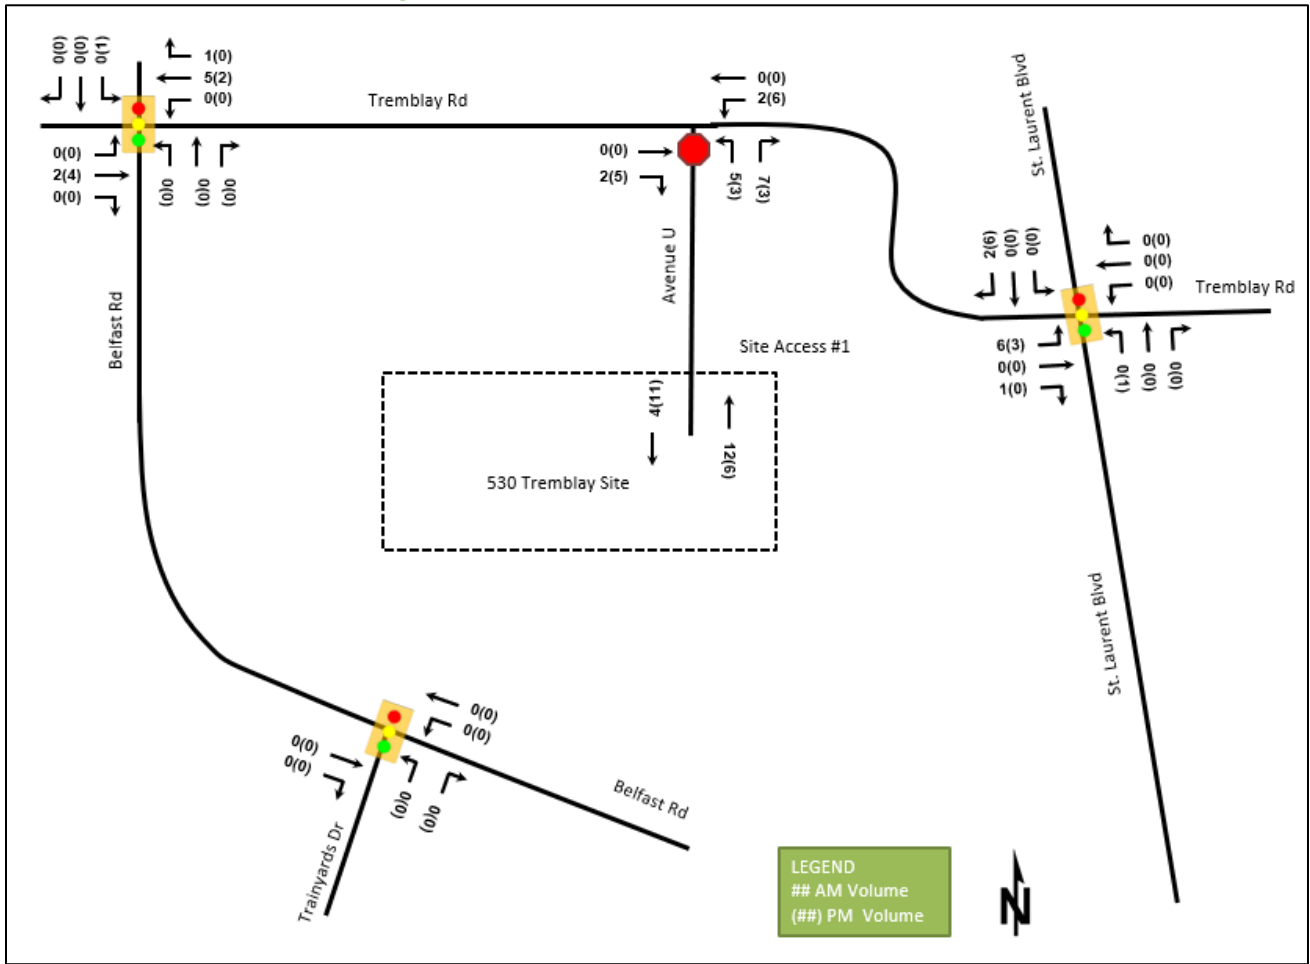 0(0)
0(0)
0(1)
1(0)
5(2)
0(0)
Tremblay Rd
0(0)
2(6)
St. Laurent Blvd
0(0)
2(4)
0(0)
0(0)
0(0)
0(0)
0(0)
2(5)
5(3)
7(3)
Avenue U
2(6)
0(0)
0(0)
0(0)
0(0)
0(0)
Tremblay Rd
Belfast Rd
Site Access #1
6(3)
0(0)
1(0)
0(1)
0(0)
0(0)
4(11)
12(6)
530 Tremblay Site
St. Laurent Blvd
0(0)
0(0)
0(0)
0(0)
0(0)
0(0)
Belfast Rd
Trainyards Dr
LEGEND
## AM Volume
(##) PM Volume
N